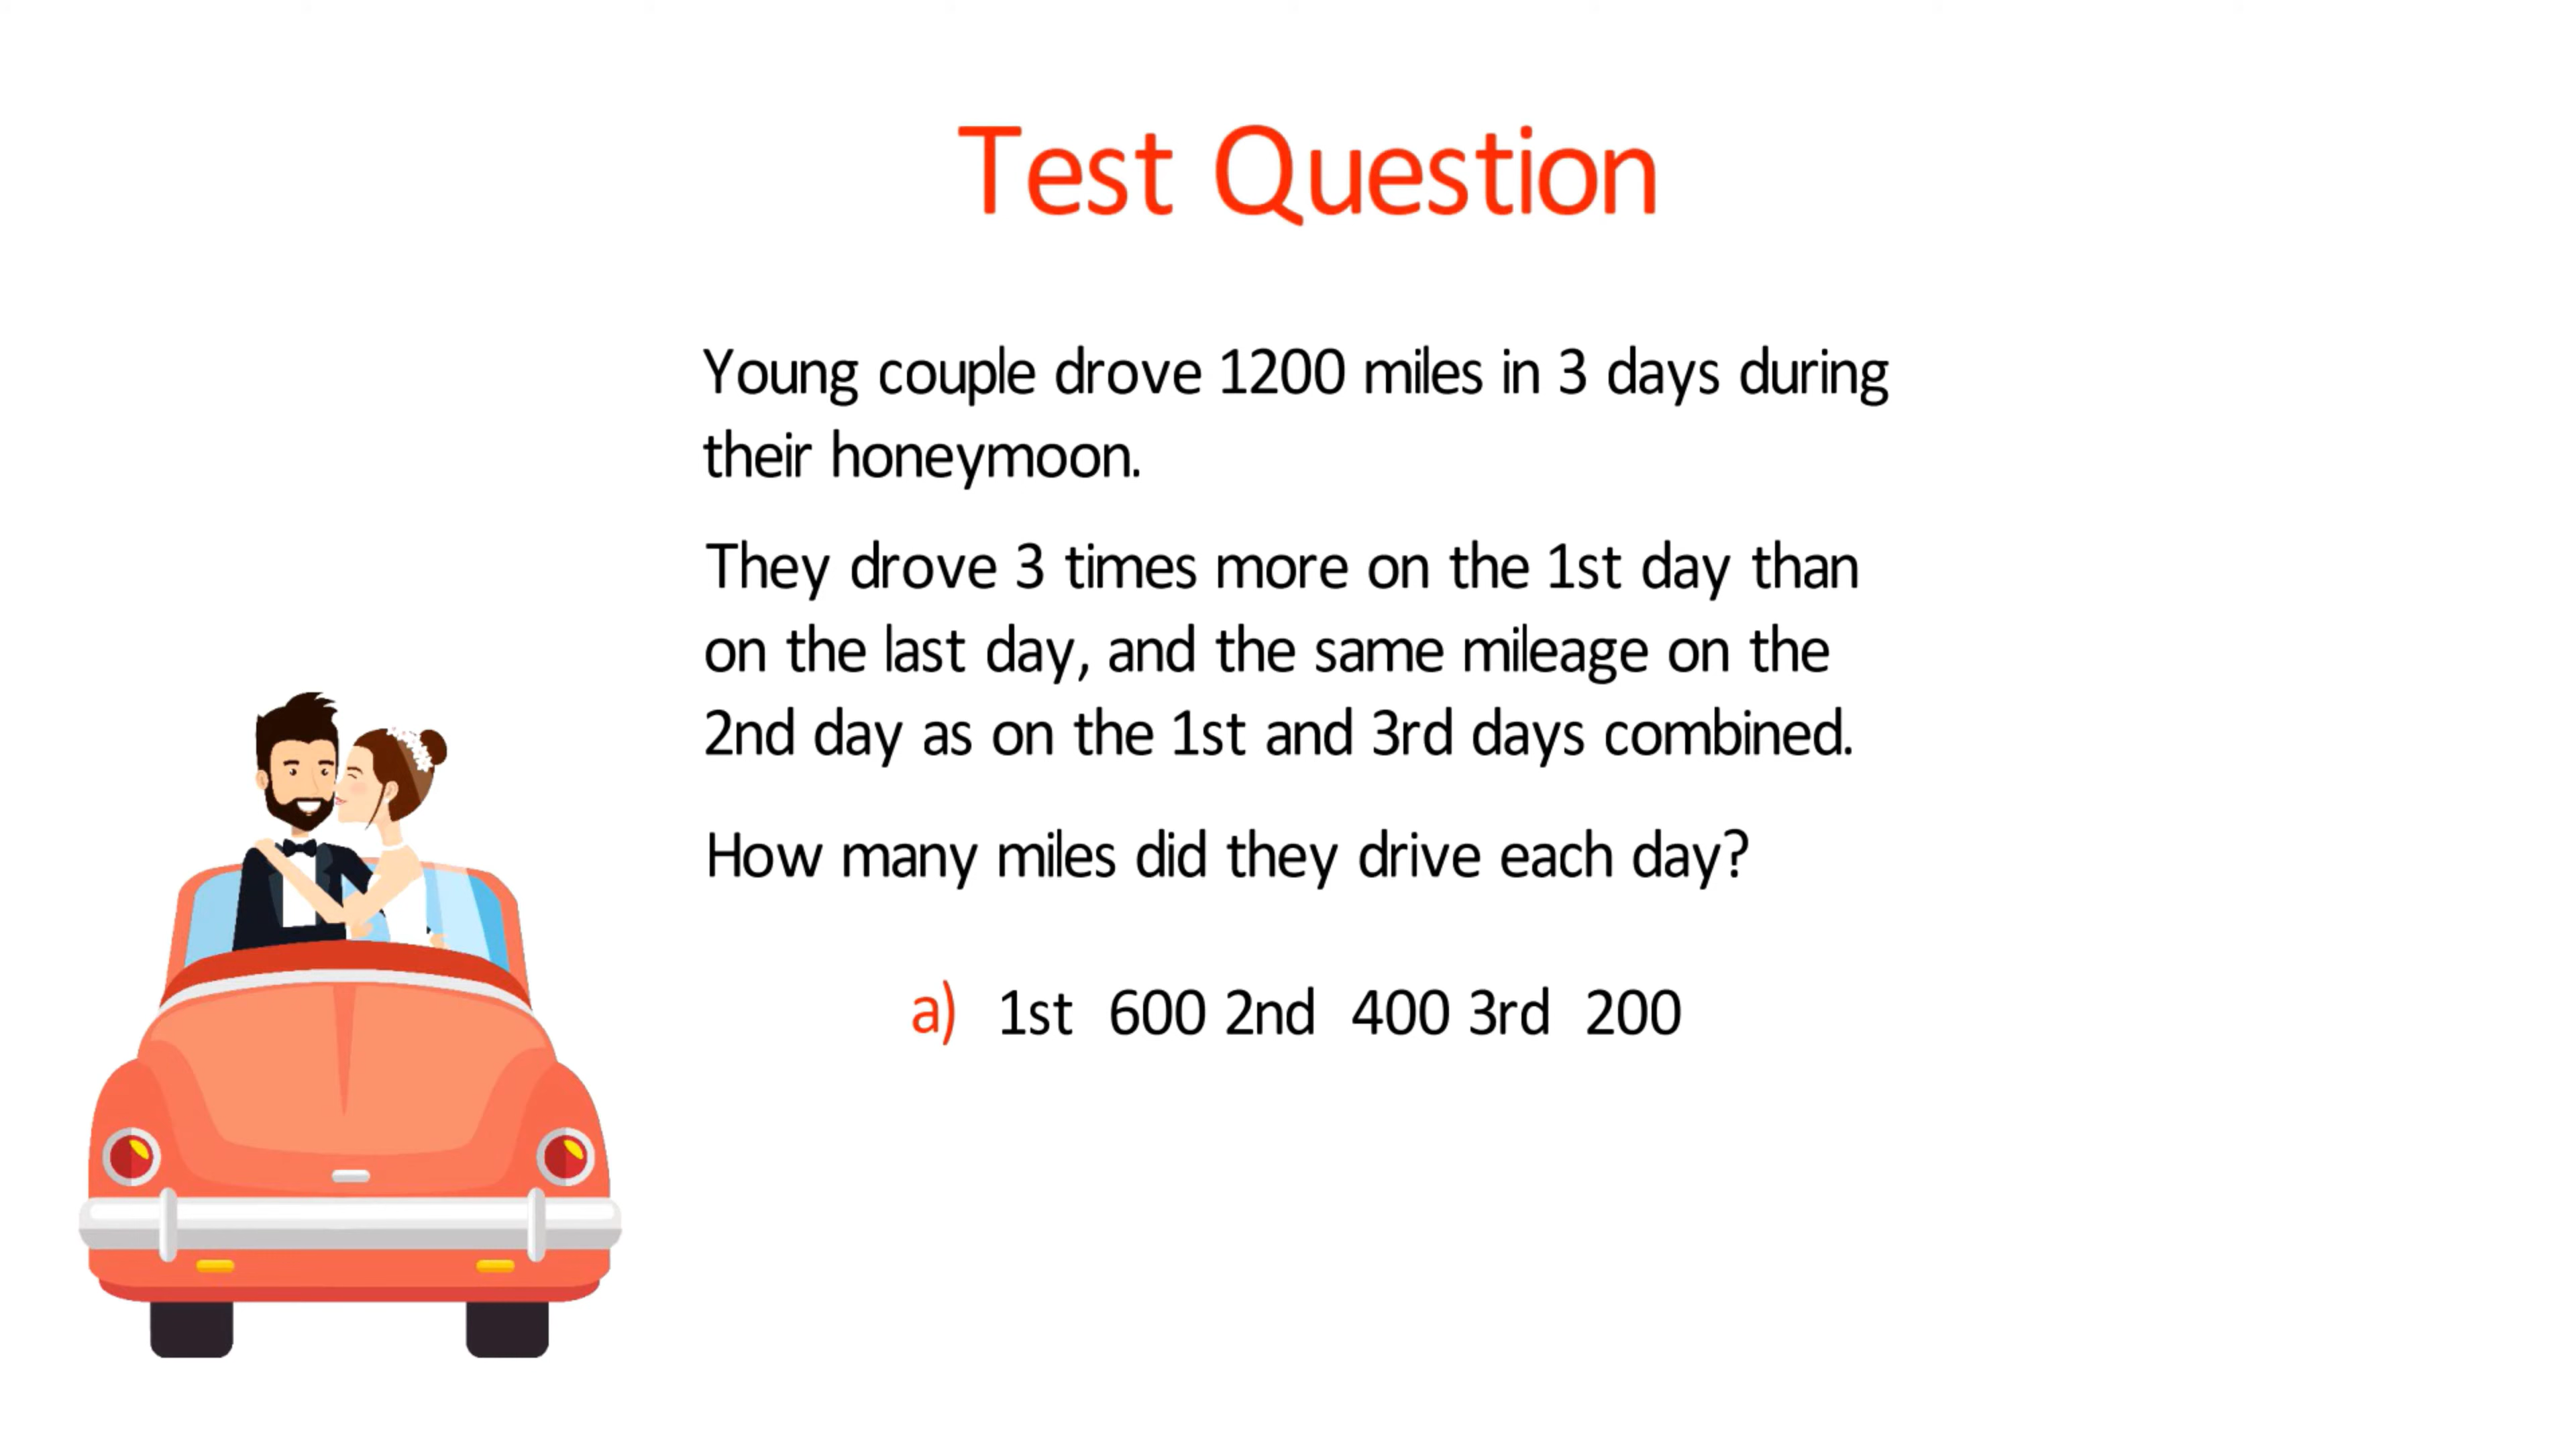 Test Question
Young couple drove 1200 miles in 3 days during
their honeymoon.
They drove 3 times more on the 1st day than
on the last day, and the same mileage on the
2nd day as on the 1st and 3rd days combined.
How many miles did they drive each day?
a) 1st 600 2nd 400 3rd 200